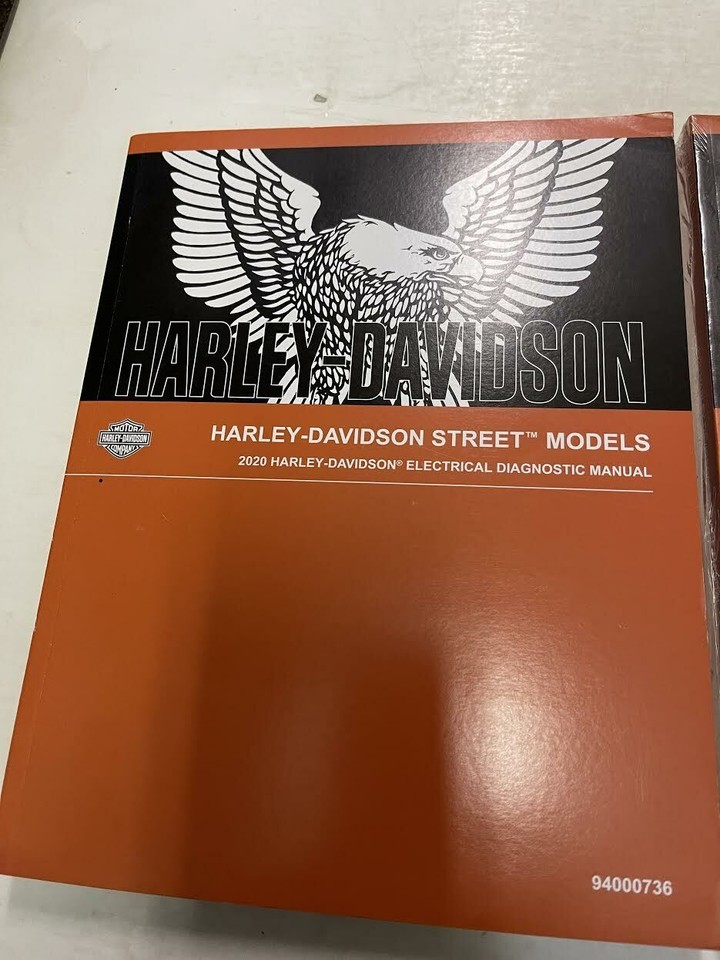 HARLEY-DAVIDSON
MOTOR
HARLEY-DAVIDSON
COMPANY
HARLEY-DAVIDSON STREET™ MODELS
2020 HARLEY-DAVIDSON® ELECTRICAL DIAGNOSTIC MANUAL
94000736